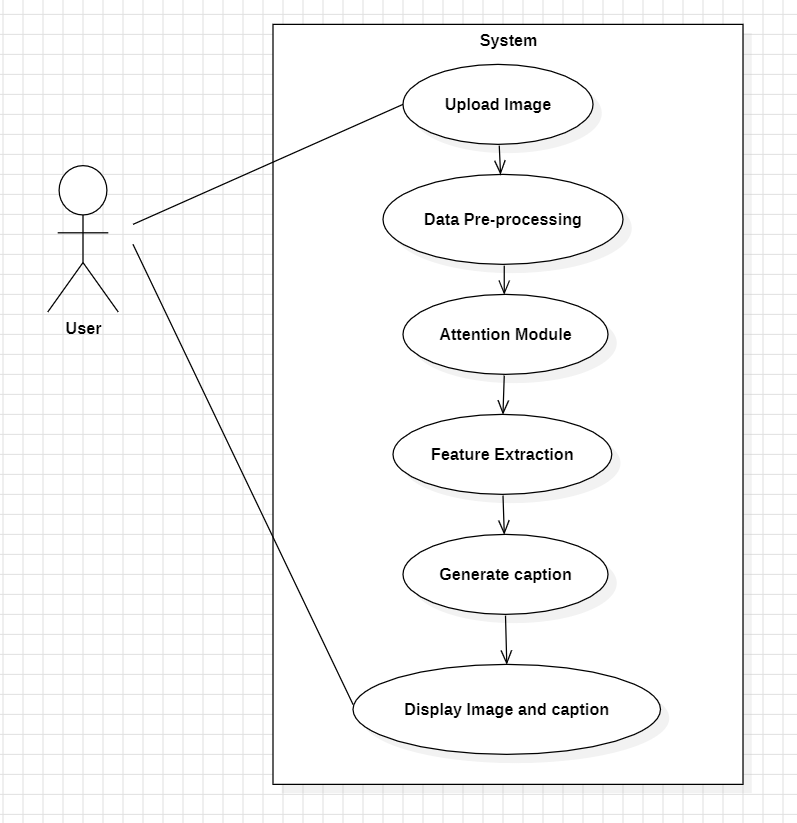 System
Upload Image
Data Pre-processing
Attention Module
User
Feature Extraction
Generate caption
Display Image and caption